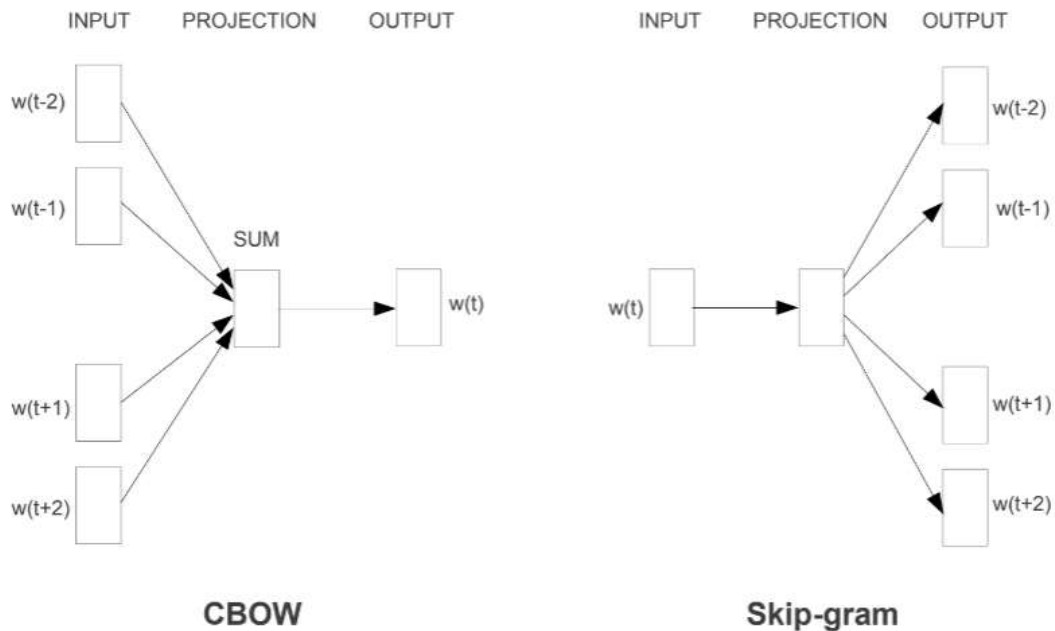 INPUT PROJECTION OUTPUT
w(t-2)
w(t-1)
SUM
w(t)
w(t+1)
w(t+2)
CBOW
INPUT PROJECTION OUTPUT
w(t-2)
w(t-1)
w(t)
w(t+1)
w(t+2)
Skip-gram